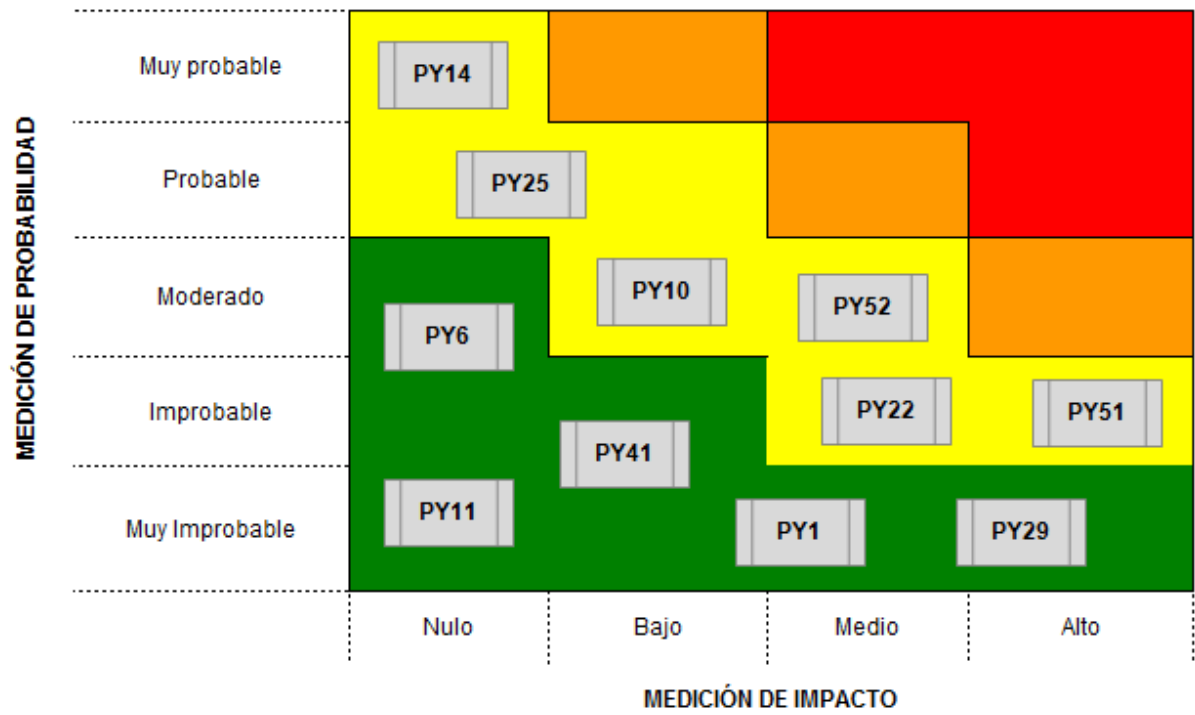 MEDICIÓN DE PROBABILIDAD
Muy probable
PY14
Probable
PY25
Moderado
PY10
PY52
PY6
Improbable
PY22
PY51
PY41
Muy Improbable
PY11
PY1
PY29
Nulo
Bajo
Medio
Alto
MEDICIÓN DE IMPACTO